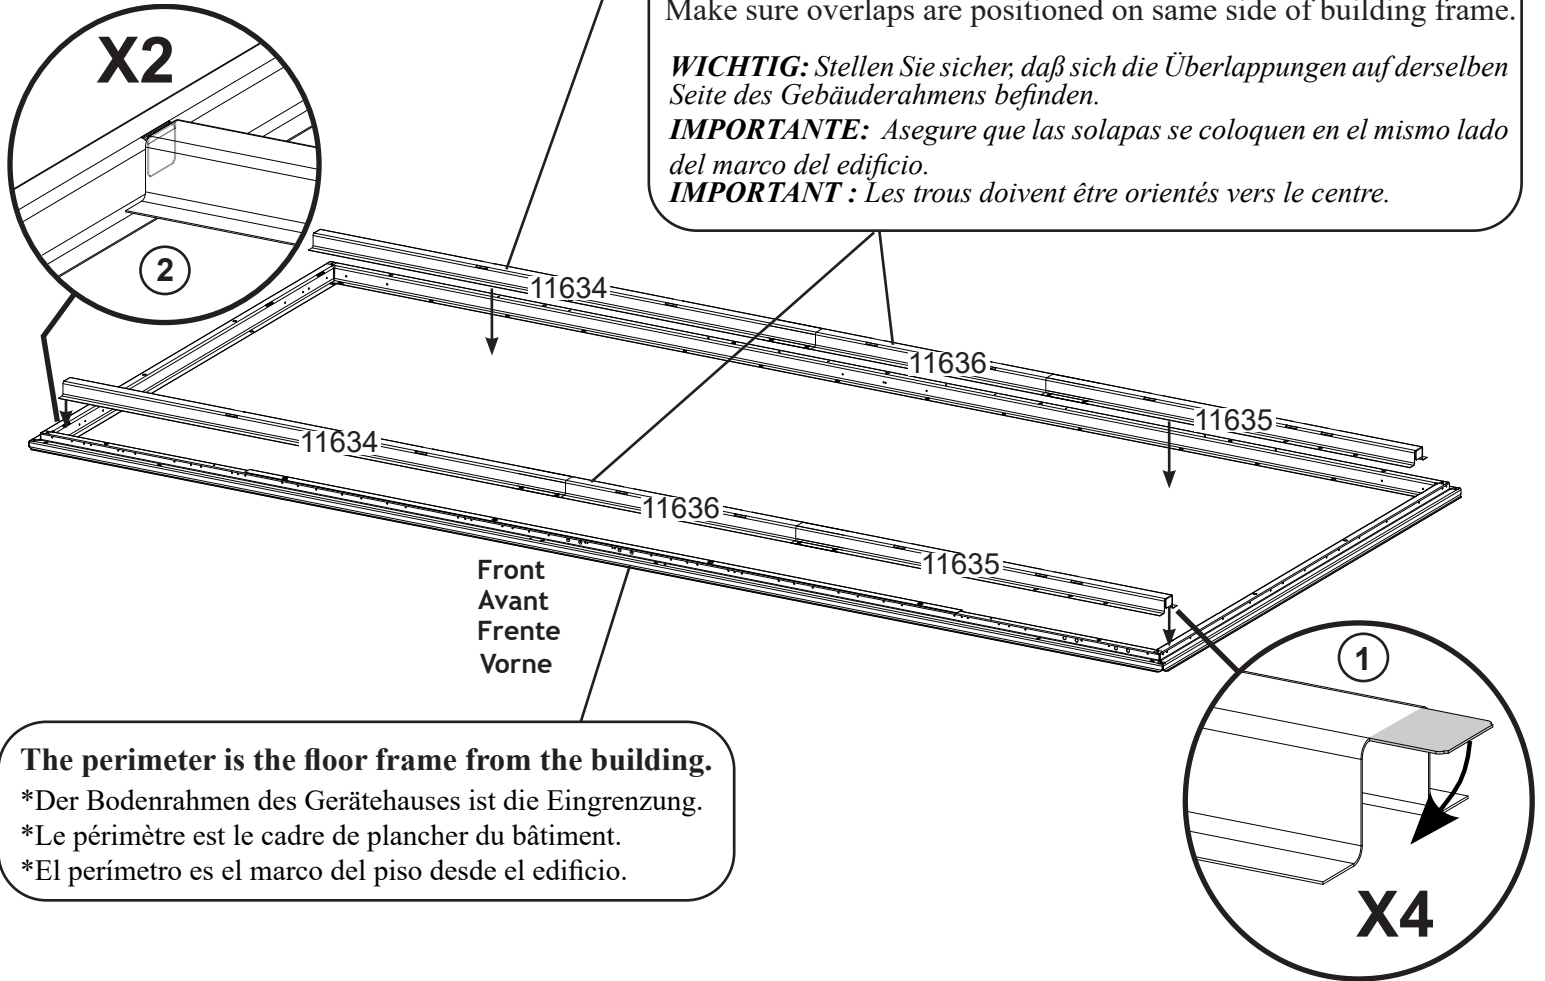 Make sure overlaps are positioned on same side of building frame.
WICHTIG: Stellen Sie sicher, daß sich die Überlappungen auf derselben
Seite des Gebäuderahmens befinden.
IMPORTANTE: Asegure que las solapas se coloquen en el mismo lado
del marco del edificio.
IMPORTANT : Les trous doivent être orientés vers le centre.
X2
2
11634
11636
11635
11634
11636
11635
Front
Avant
Frente
Vorne
The perimeter is the floor frame from the building.
*Der Bodenrahmen des Gerätehauses ist die Eingrenzung.
*Le périmètre est le cadre de plancher du bâtiment.
*El perímetro es el marco del piso desde el edificio.
1
X4